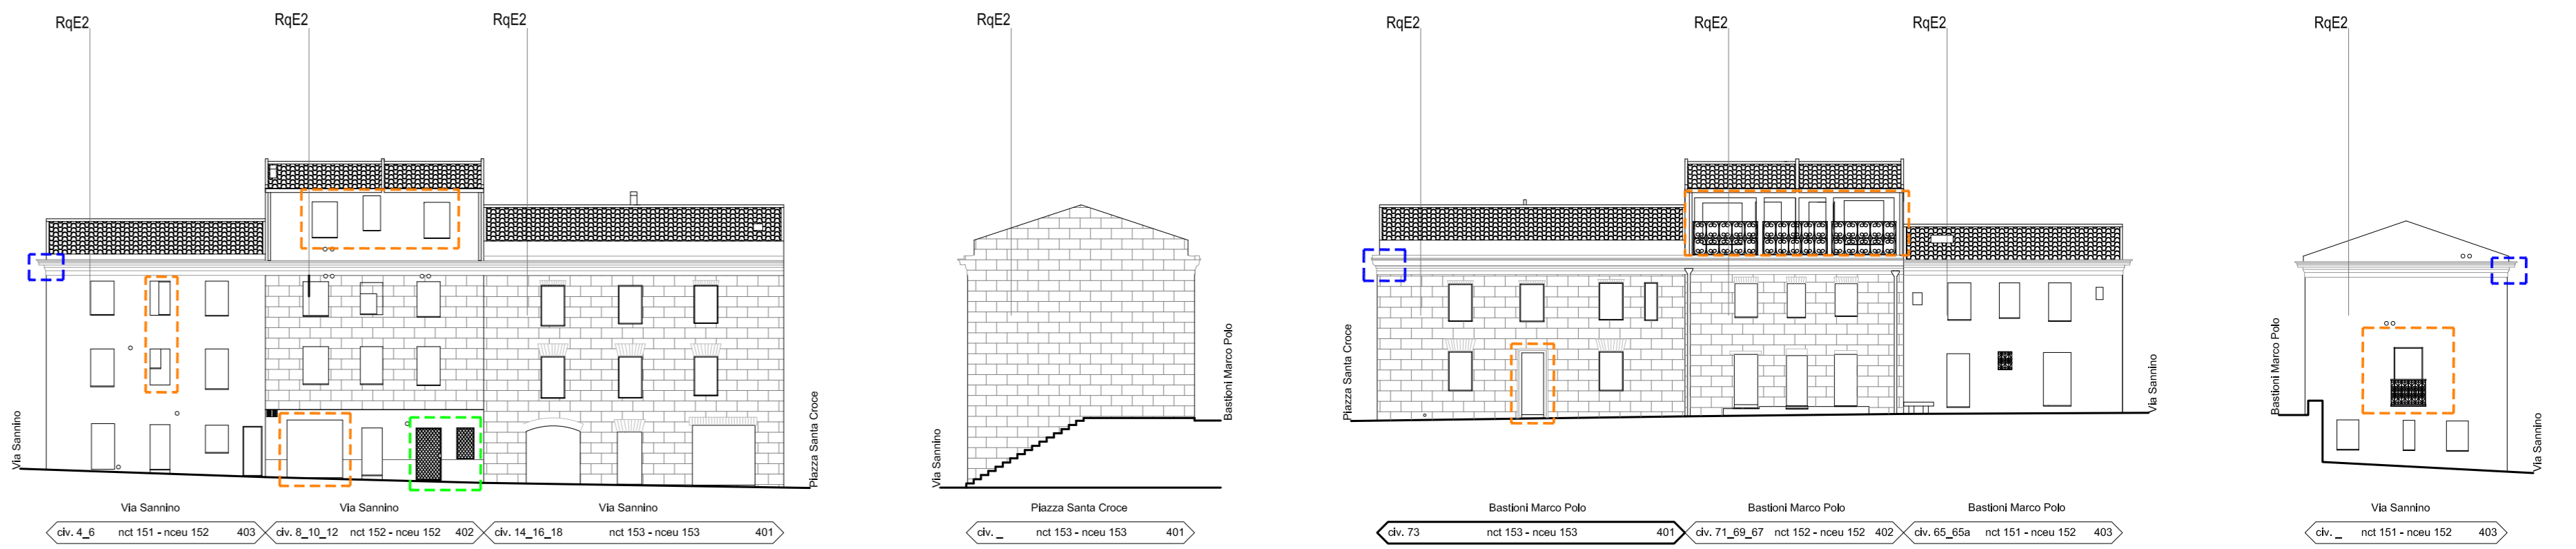 RqE2
RqE2
RqE2
RqE2
RqE2
RqE2
RqE2
RqE2
Via Sannino
Piazza Santa Croce
Via Sannino
Bastioni Marco Polo
Piazza Santa Croce
Via Sannino
Bastioni Marco Polo
Via Sannino
Via Sannino
civ. 4_6 nct 151 - nceu 152 403
Via Sannino
civ. 8_10_12 nct 152 - nceu 152 402
Via Sannino
civ. 14_16_18 nct 153 - nceu 153 401
Piazza Santa Croce
civ. _ nct 153 - nceu 153 401
Bastioni Marco Polo
civ. 73 nct 153 - nceu 153 401
Bastioni Marco Polo
civ. 71_69_67 nct 152 - nceu 152 402
Bastioni Marco Polo
civ. 65_65a nct 151 - nceu 152 403
Via Sannino
civ. _ nct 151 - nceu 152 403